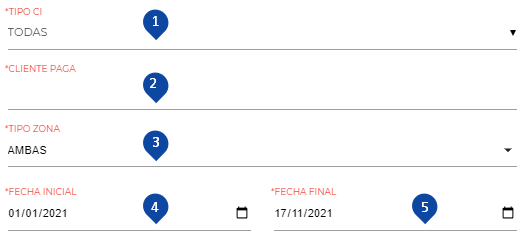 *TIPO CI
1
TODAS
*CLIENTE PAGA
2
*TIPO ZONA
3
AMBAS
*FECHA INICIAL
4
01/01/2021
*FECHA FINAL
5
17/11/2021